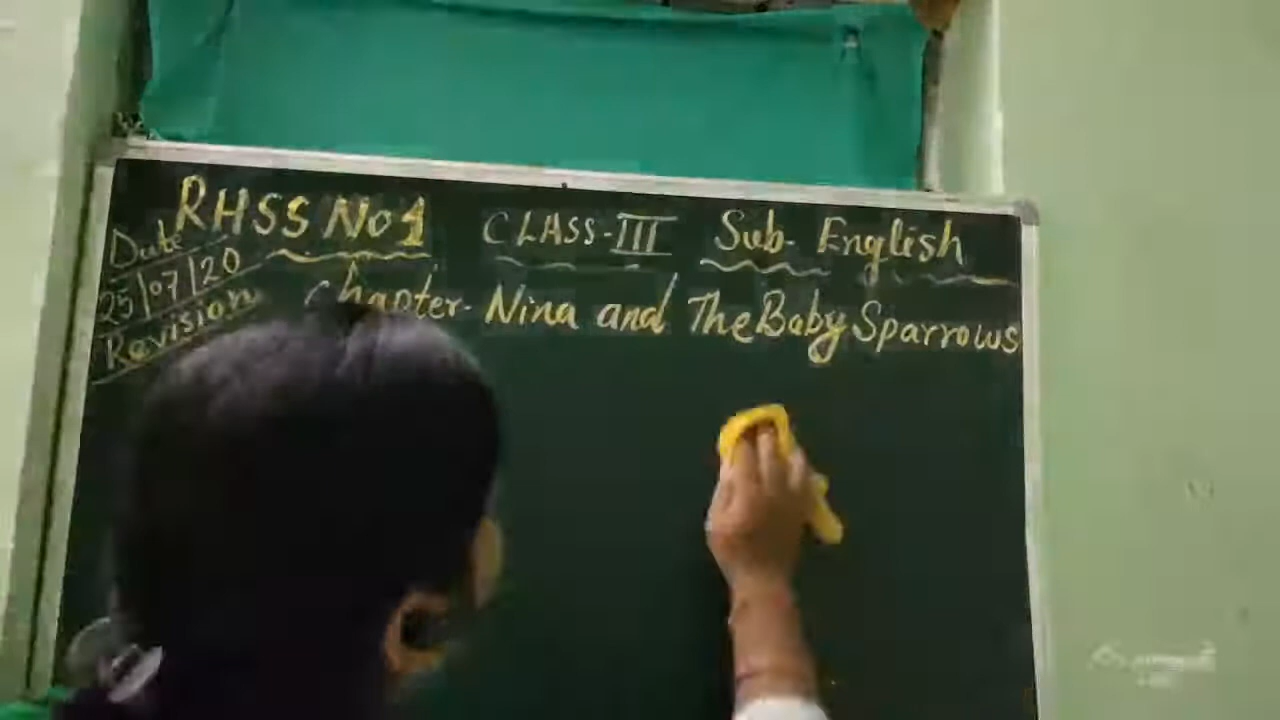 RHSS No 1 CLASS-III Sub- English
Date
25/07/20
Revision
Chapter- Nina and The Baby Sparrows